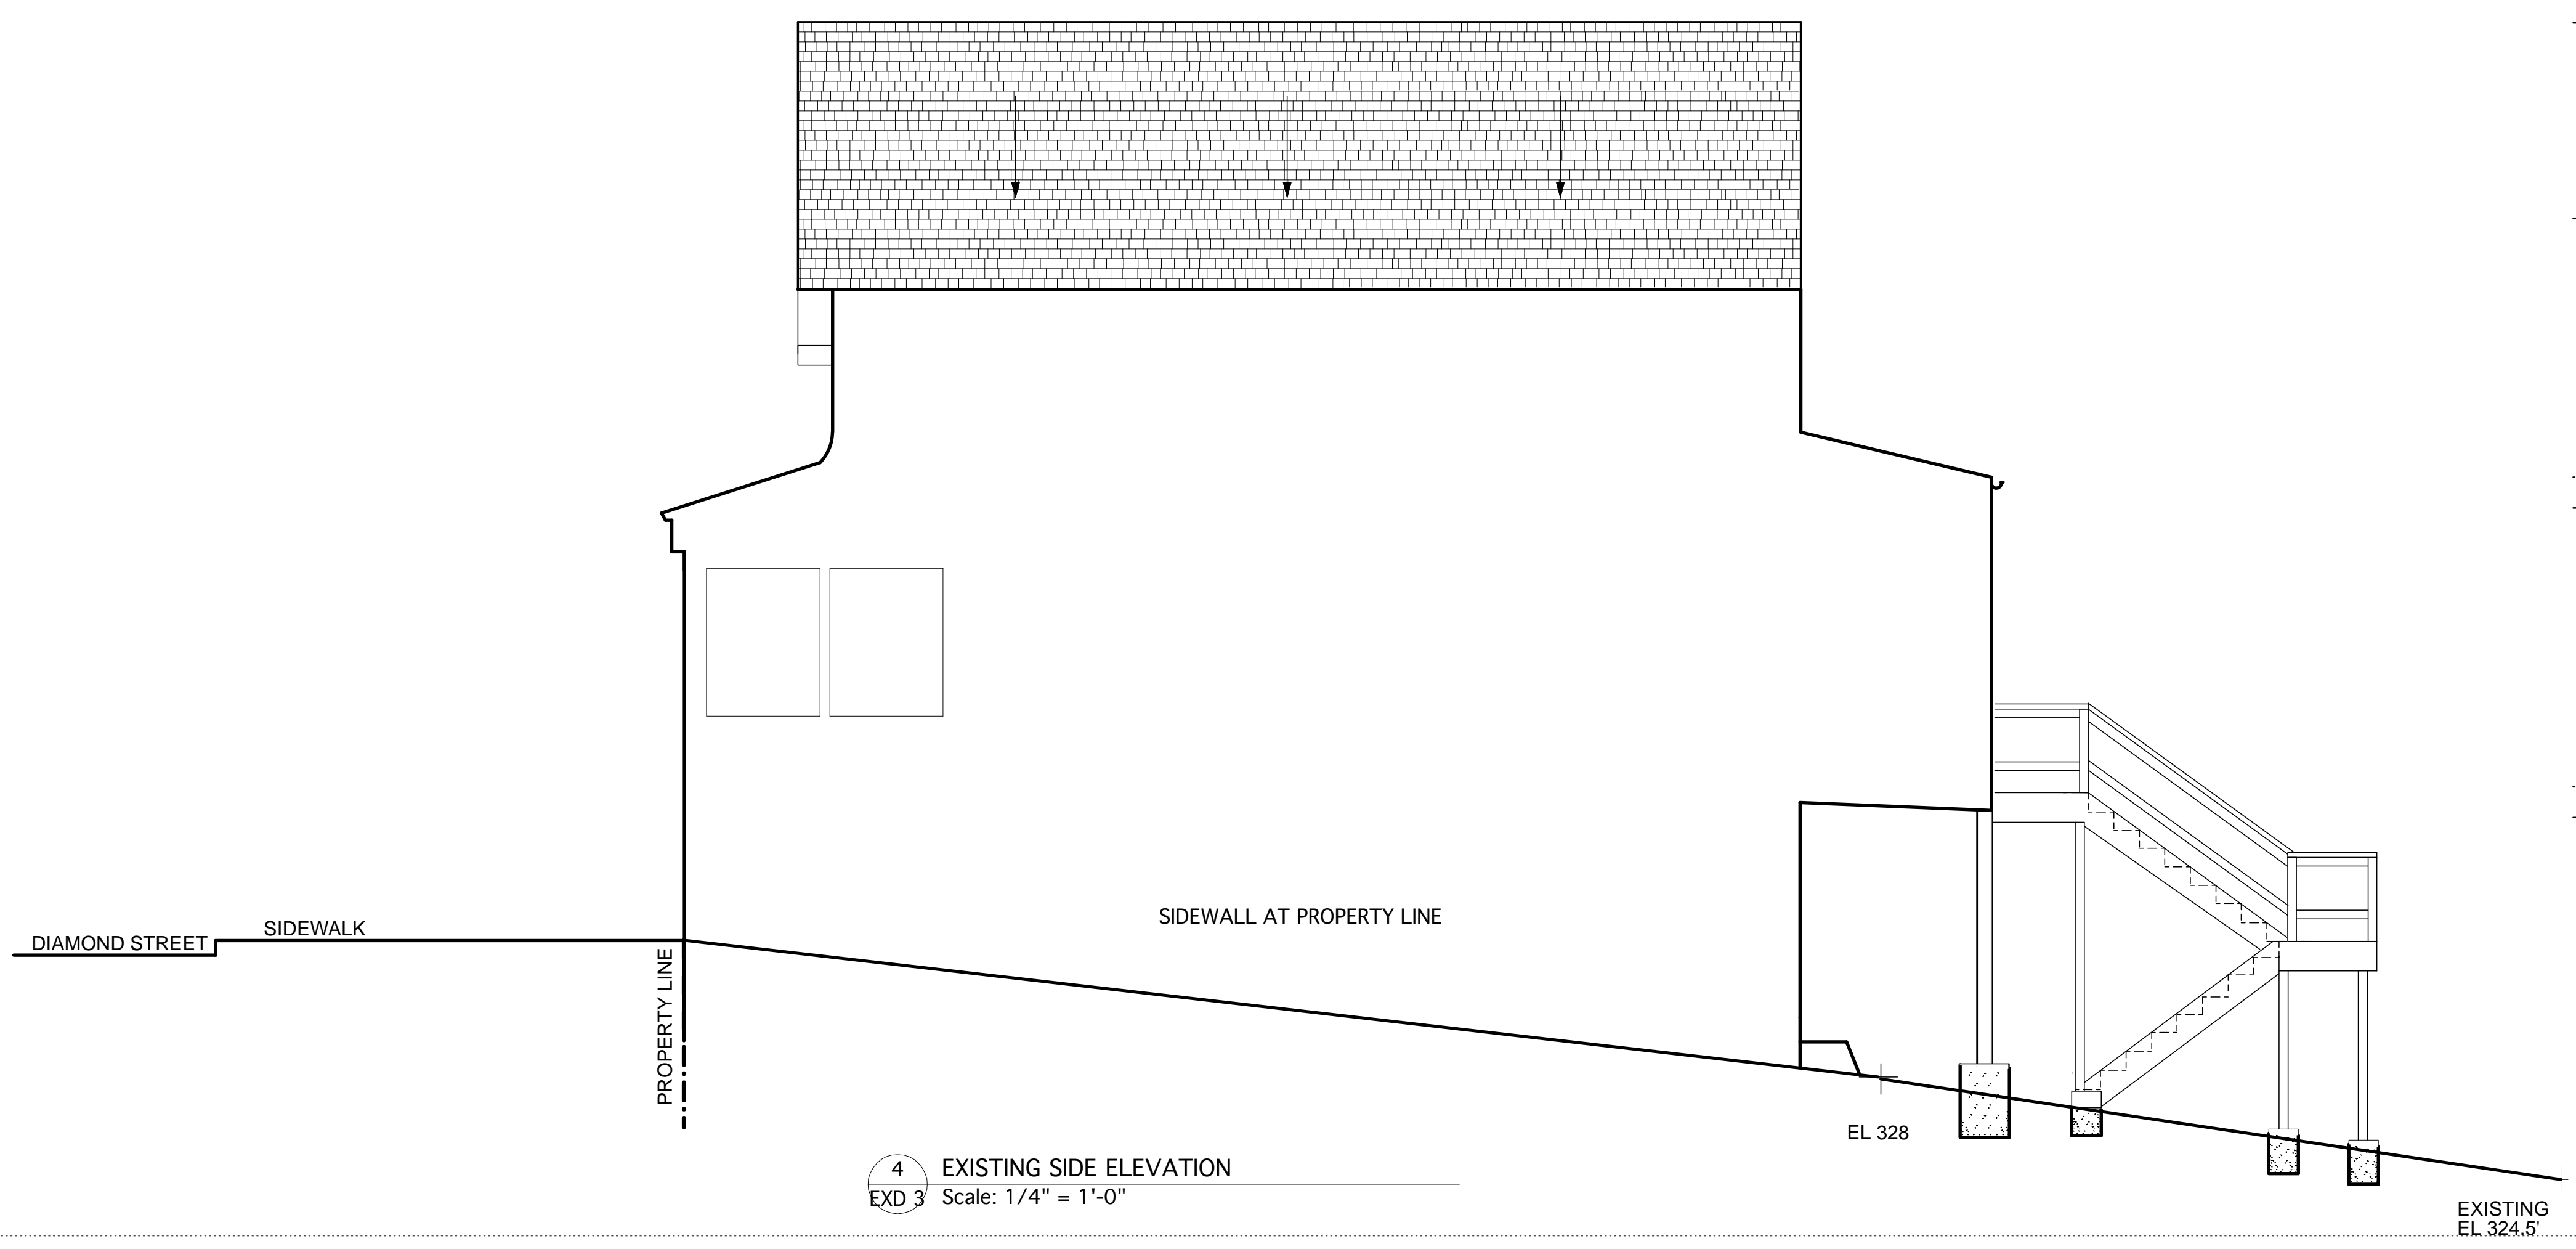 DIAMOND STREET
SIDEWALK
SIDEWALL AT PROPERTY LINE
PROPERTY LINE
EL 328
4
EXD 3
EXISTING SIDE ELEVATION
Scale: 1/4" = 1'-0"
EXISTING
EL 324.5'